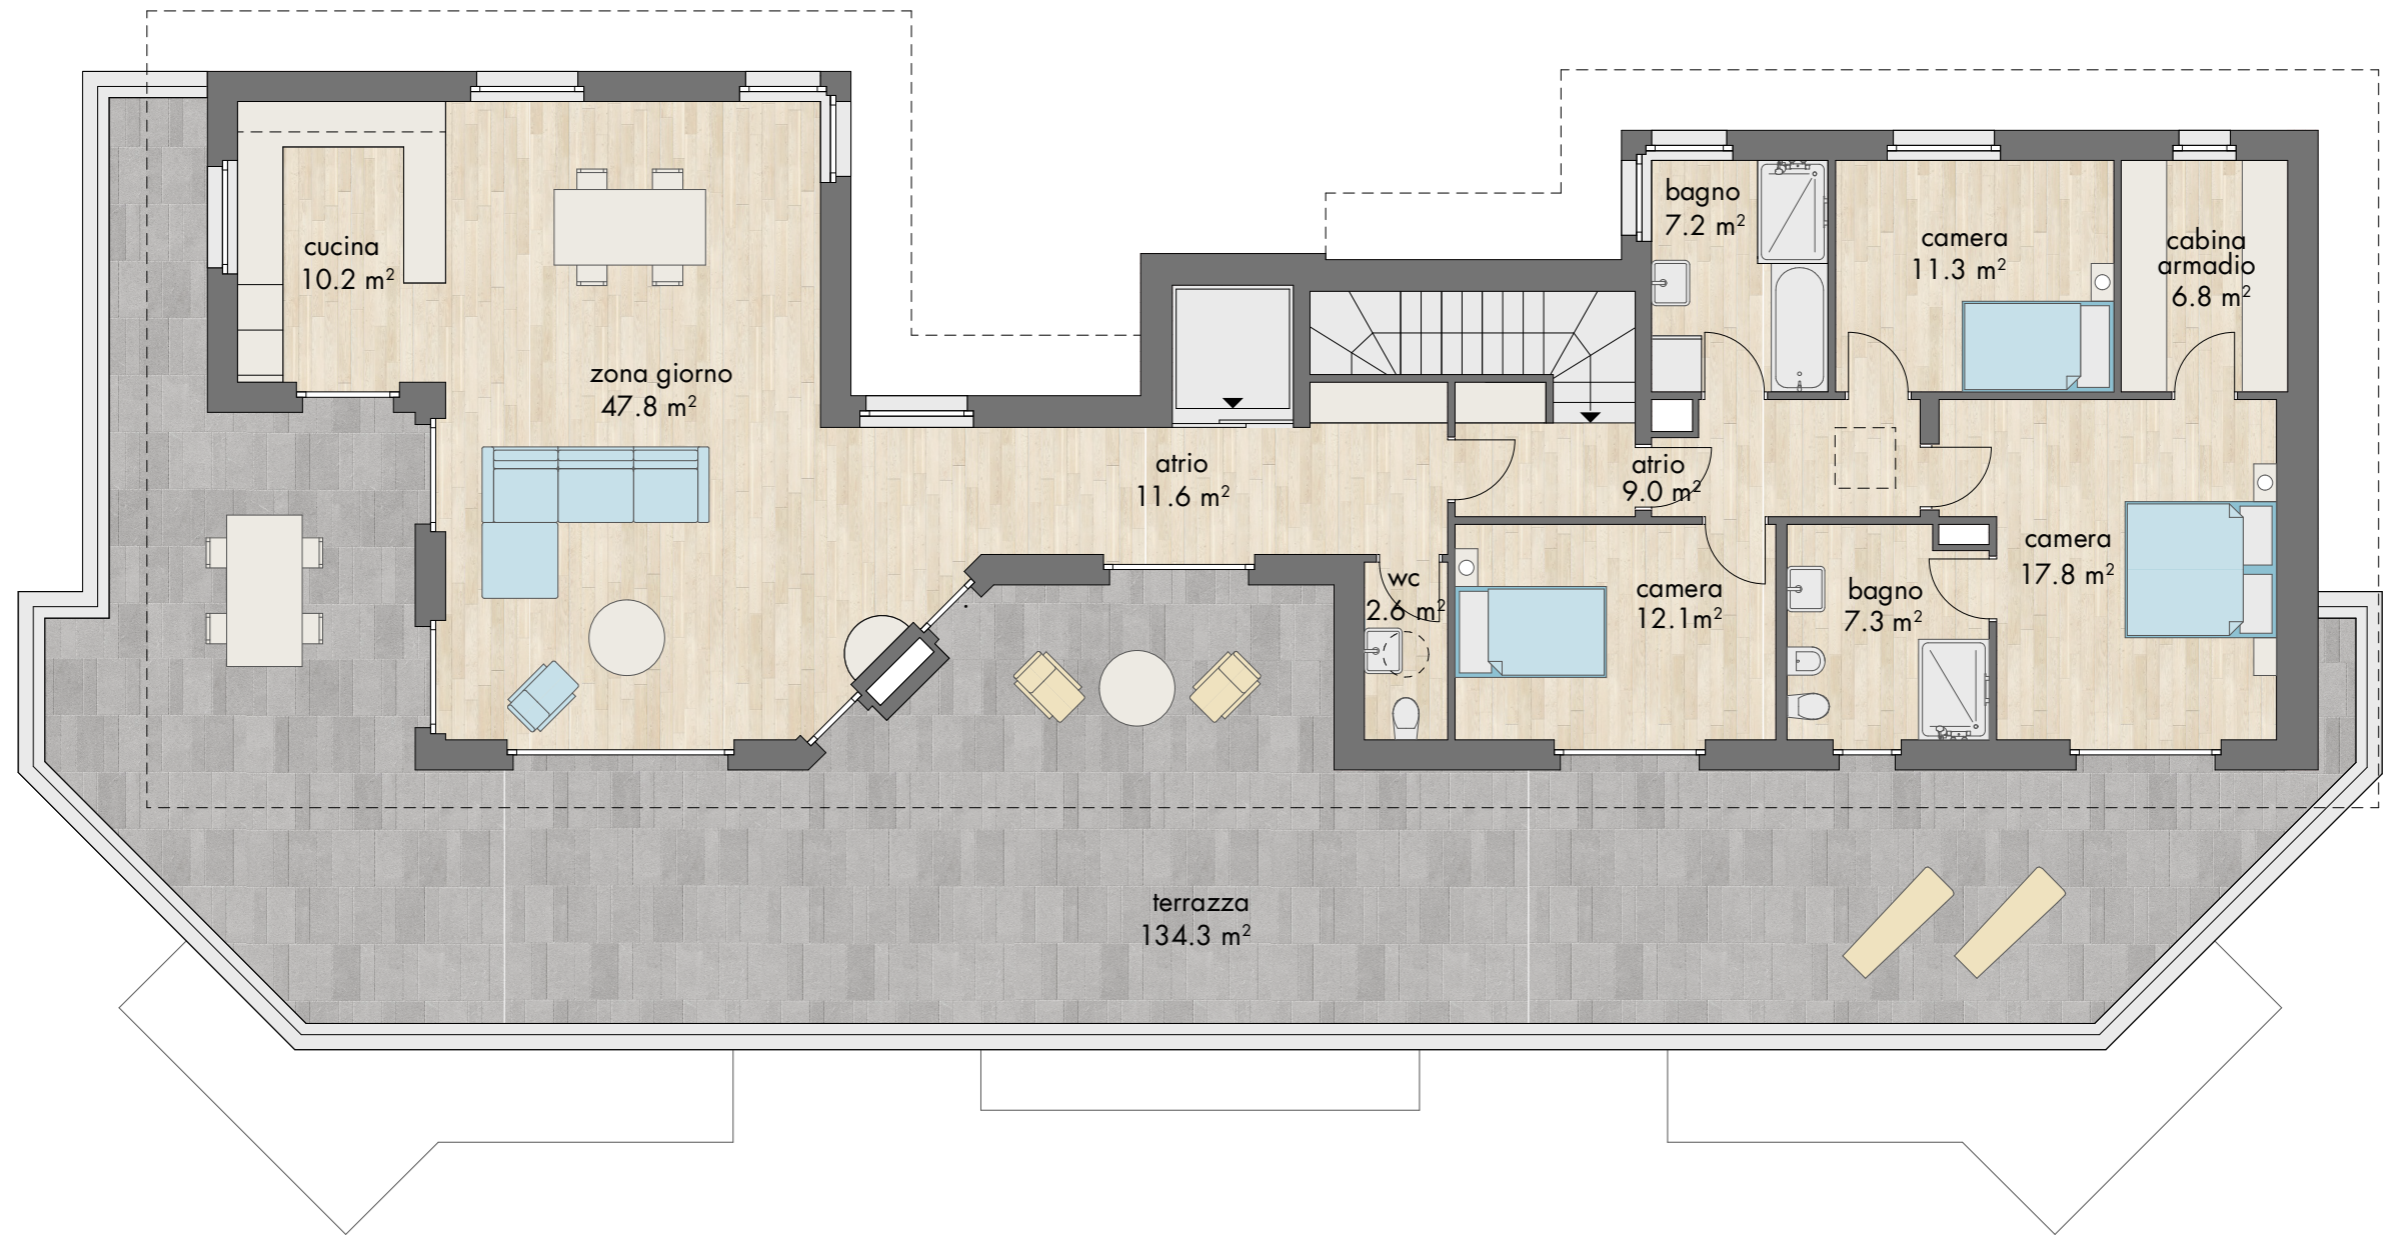 cucina
10.2 m²
zona giorno
47.8 m²
atrio
11.6 m²
bagno
7.2 m²
camera
11.3 m²
cabina
armadio
6.8 m²
atrio
9.0 m²
wc
2.6 m²
camera
12.1m²
bagno
7.3 m²
camera
17.8 m²
terrazza
134.3 m²